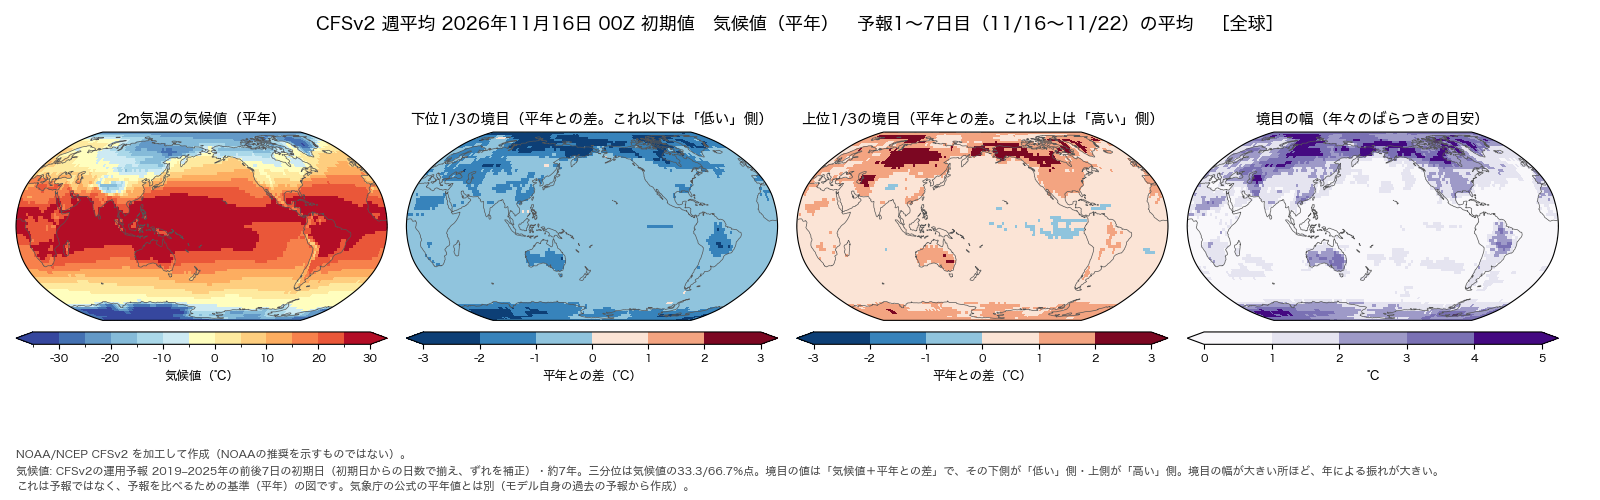 CFSv2 週平均 2026年11月16日 00Z 初期値　気候値（平年）　予報1〜7日目（11/16〜11/22）の平均　［全球］
2m気温の気候値（平年）
下位1/3の境目（平年との差。これ以下は「低い」側）
上位1/3の境目（平年との差。これ以上は「高い」側）
境目の幅（年々のばらつきの目安）
-30 -20 -10 0 10 20 30
-3 -2 -1 0 1 2 3
-3 -2 -1 0 1 2 3
0 1 2 3 4 5
気候値（℃）
平年との差（℃）
平年との差（℃）
℃
NOAA/NCEP CFSv2 を加工して作成（NOAAの推奨を示すものではない）。
気候値: CFSv2の運用予報 2019–2025年の前後7日の初期日（初期日からの日数で揃え、ずれを補正）・約7年。三分位は気候値の33.3/66.7%点。境目の値は「気候値＋平年との差」で、その下側が「低い」側・上側が「高い」側。境目の幅が大きい所ほど、年による振れが大きい。
これは予報ではなく、予報を比べるための基準（平年）の図です。気象庁の公式の平年値とは別（モデル自身の過去の予報から作成）。